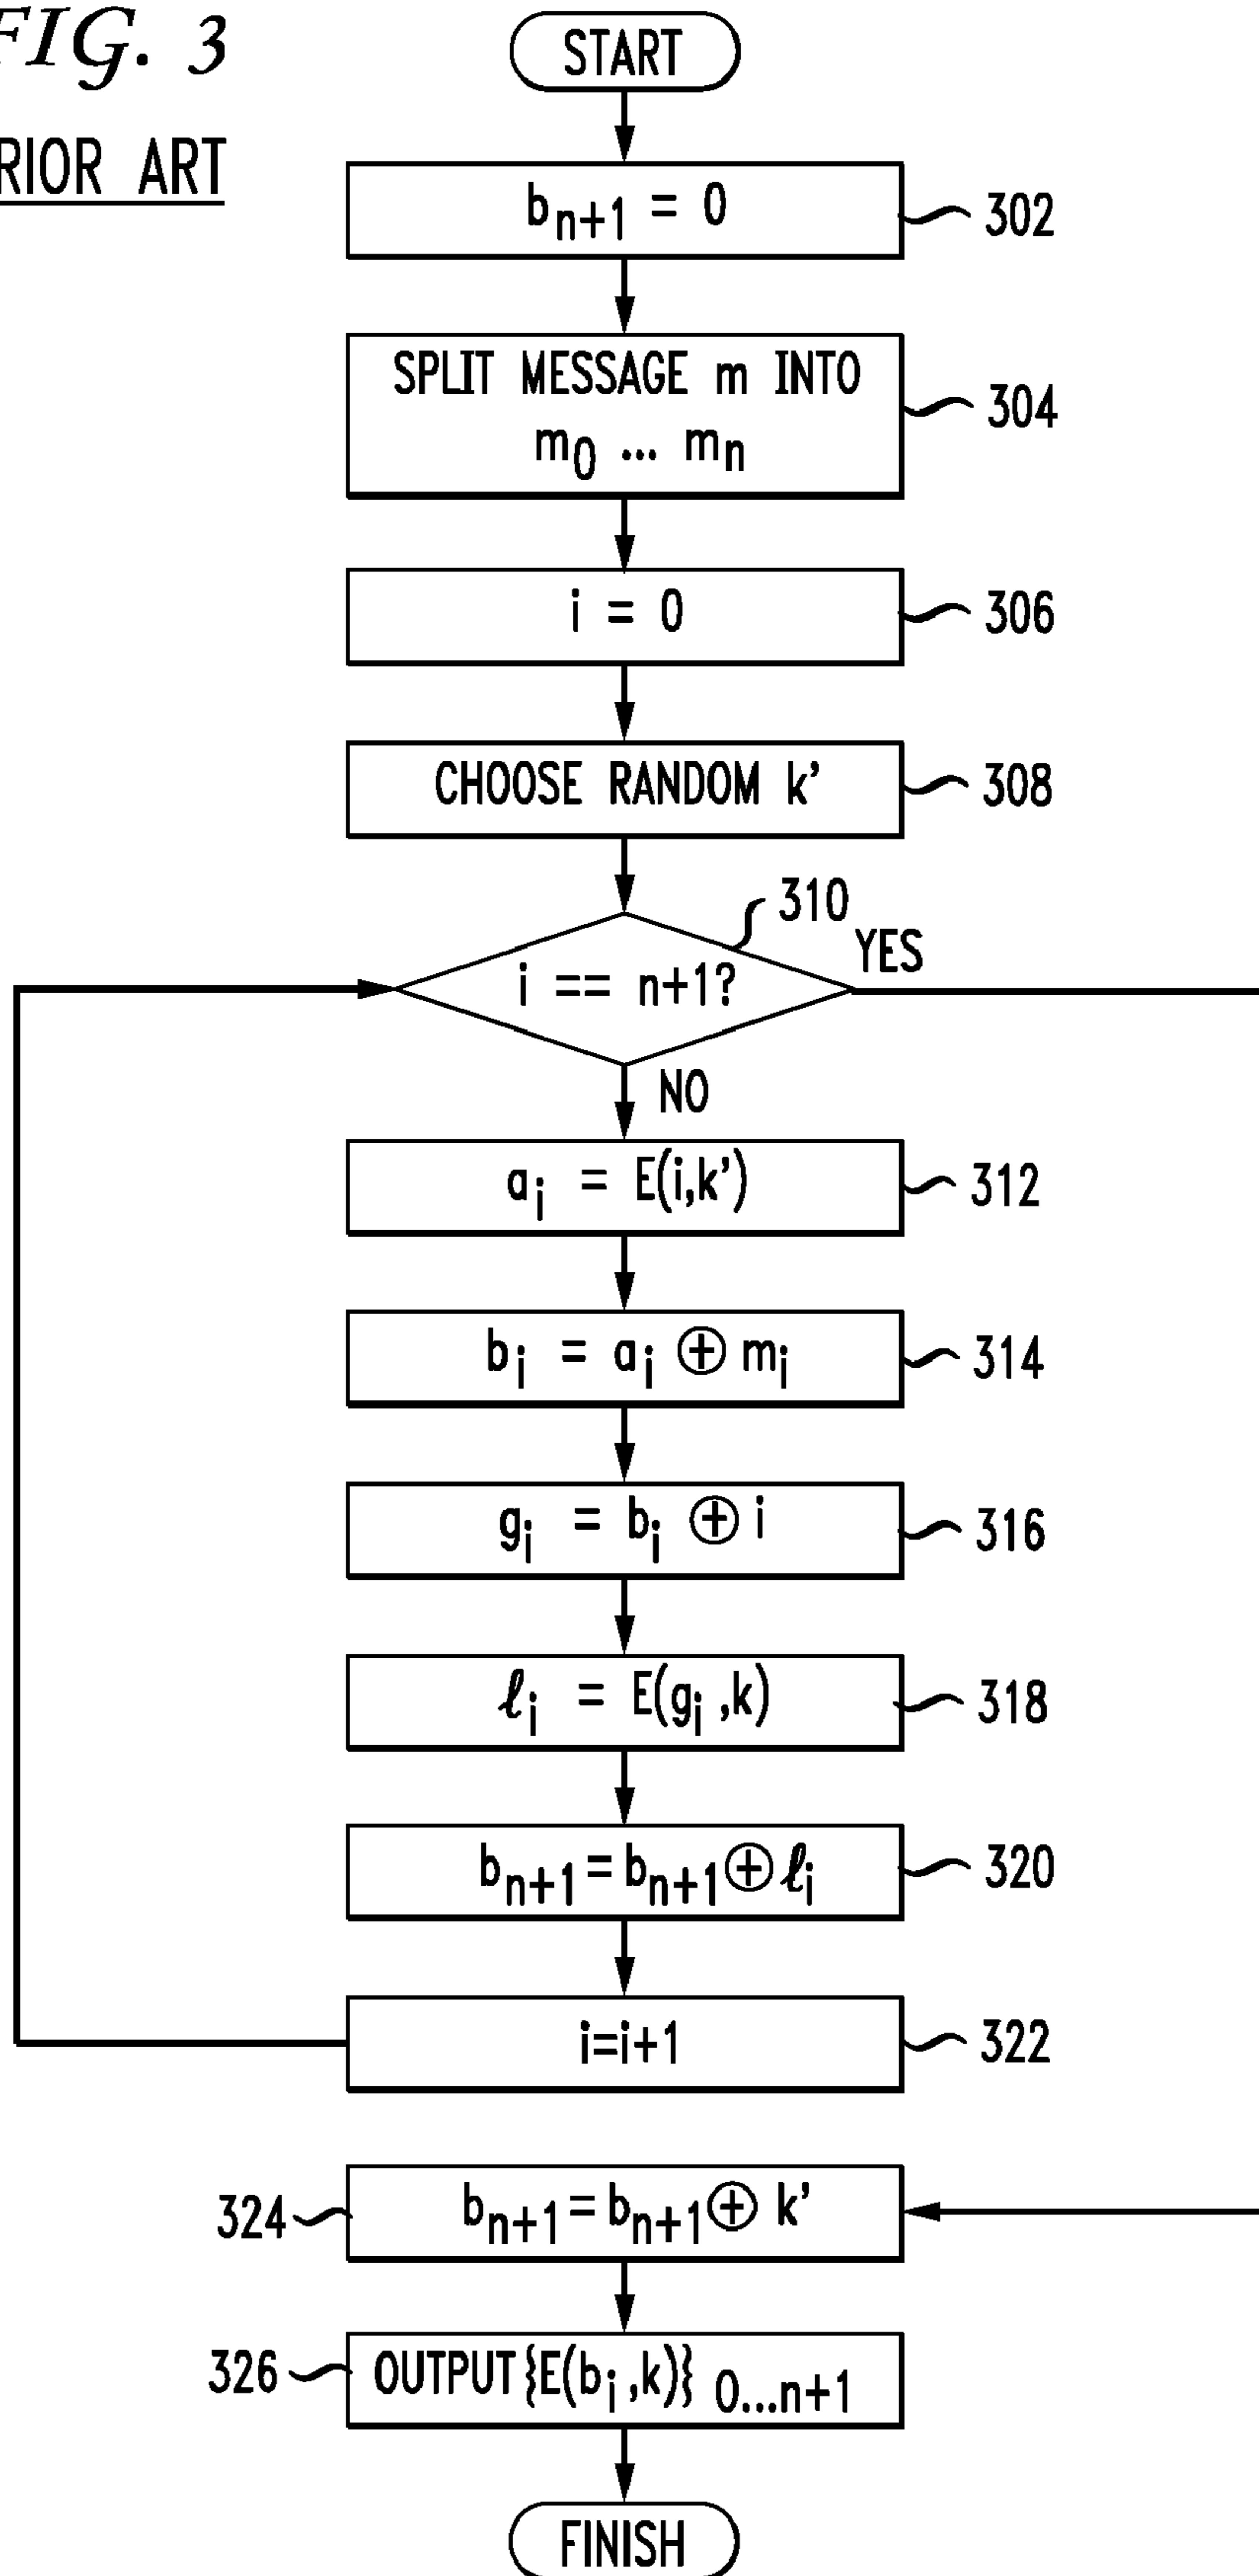 FIG. 3
START
RIOR ART
b_{n+1} = 0
302
SPLIT MESSAGE m INTO
m_0 ... m_n
304
i = 0
306
CHOOSE RANDOM k'
308
310
i == n+1?
YES
NO
a_i = E(i,k')
312
b_i = a_i ⊕ m_i
314
g_i = b_i ⊕ i
316
ℓ_i = E(g_i ,k)
318
b_{n+1} = b_{n+1} ⊕ ℓ_i
320
i=i+1
322
324
b_{n+1} = b_{n+1} ⊕ k'
326
OUTPUT {E(b_i ,k)} _{0...n+1}
FINISH